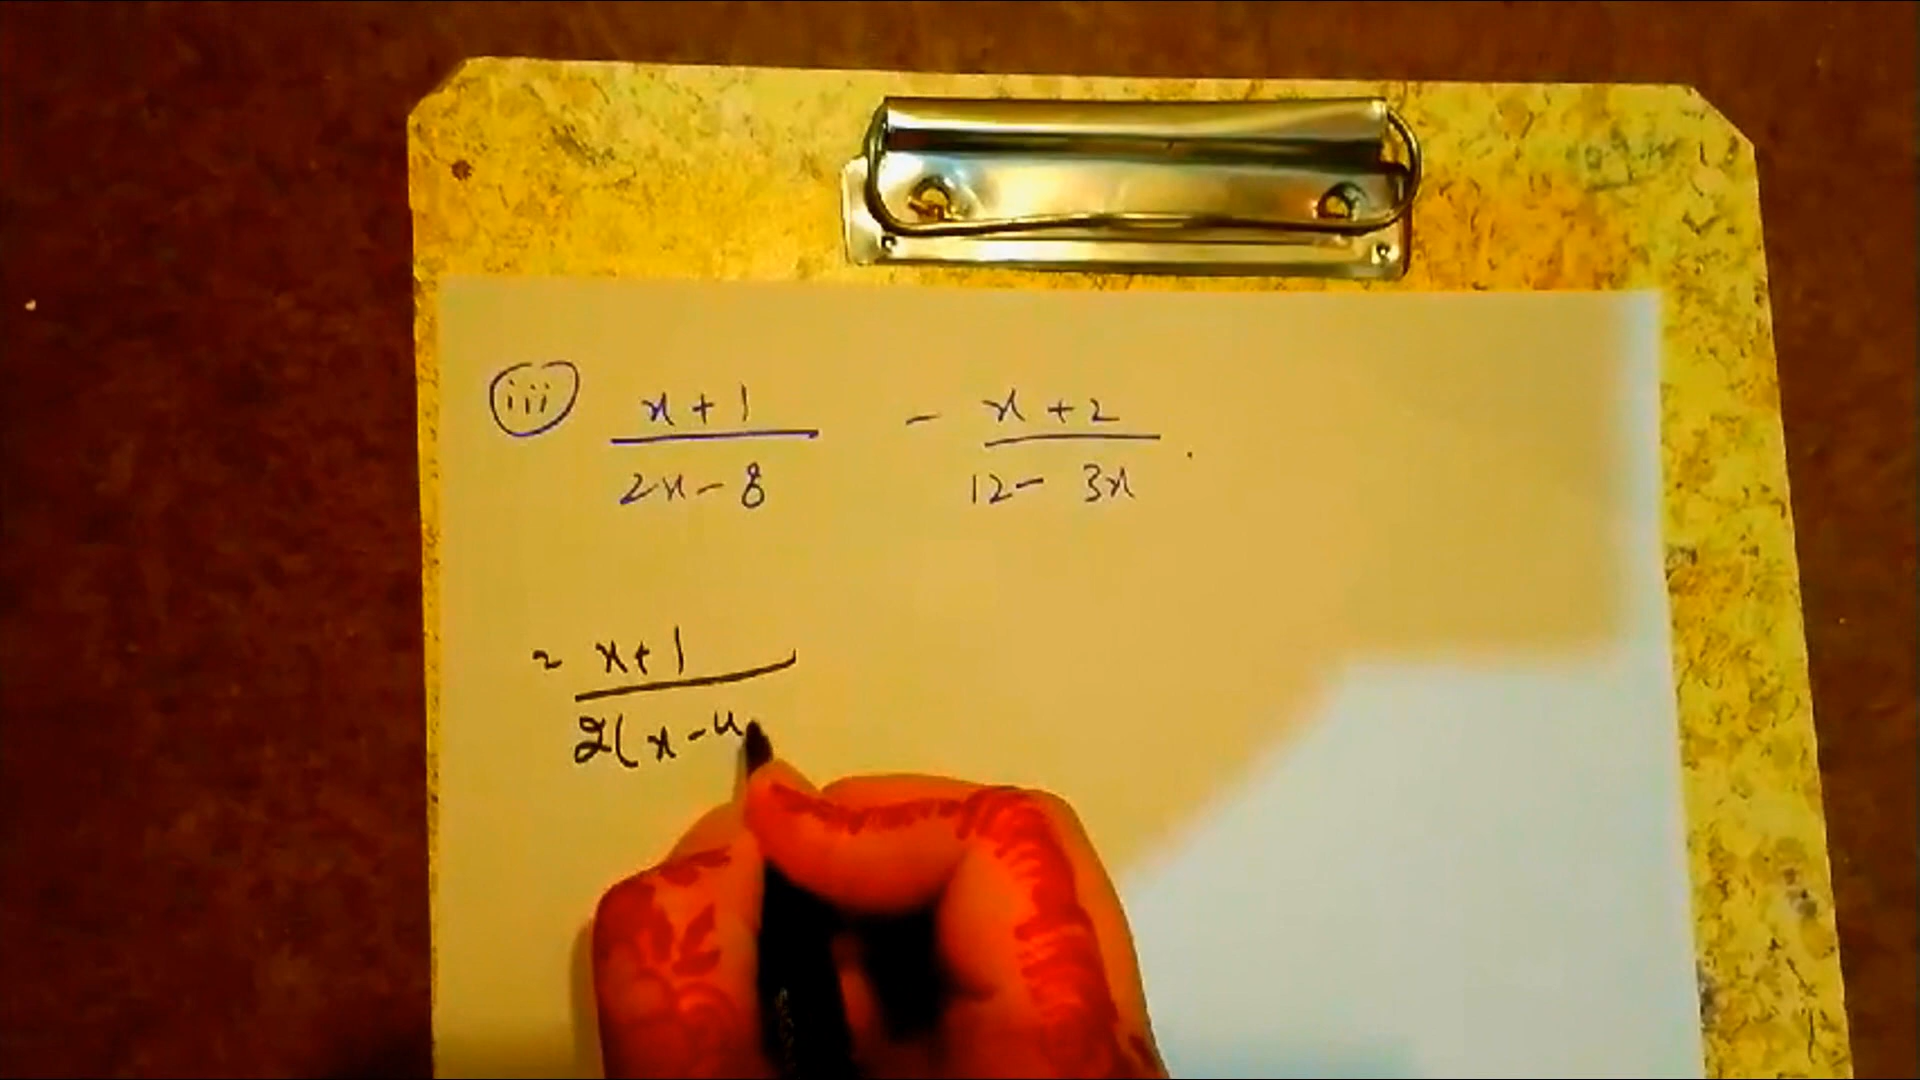 iii x + 1 - x + 2
2x - 8 12 - 3x
= x + 1
2(x - 4